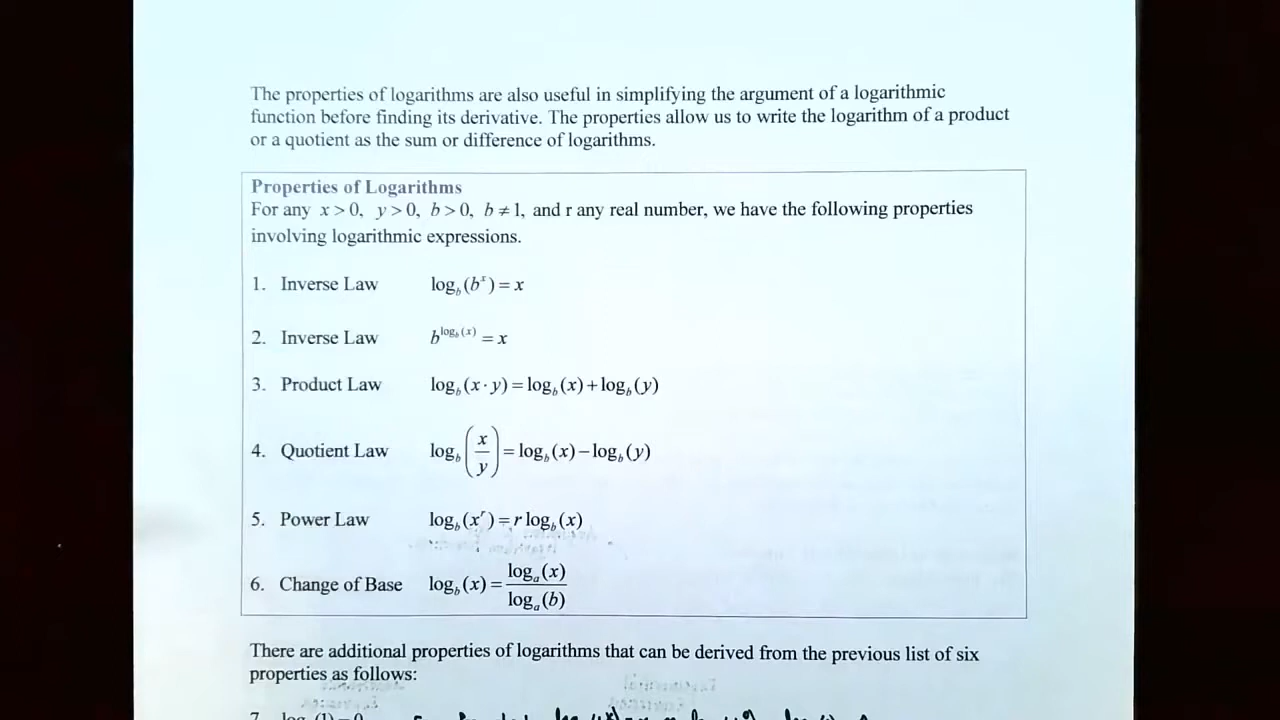 The properties of logarithms are also useful in simplifying the argument of a logarithmic
function before finding its derivative. The properties allow us to write the logarithm of a product
or a quotient as the sum or difference of logarithms.
Properties of Logarithms
For any x > 0, y > 0, b > 0, b ≠ 1, and r any real number, we have the following properties
involving logarithmic expressions.
1. Inverse Law log_b(b^x) = x
2. Inverse Law b^{log_b(x)} = x
3. Product Law log_b(x · y) = log_b(x) + log_b(y)
4. Quotient Law log_b(x/y) = log_b(x) − log_b(y)
5. Power Law log_b(x^r) = r log_b(x)
6. Change of Base log_b(x) = log_a(x)/log_a(b)
There are additional properties of logarithms that can be derived from the previous list of six
properties as follows: